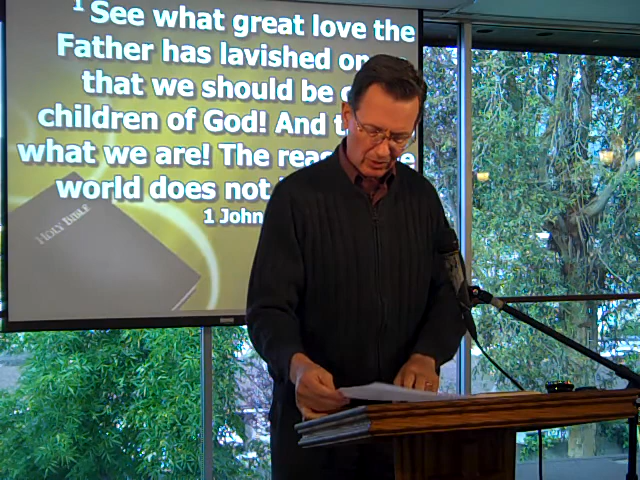 1 See what great love the
Father has lavished on
that we should be
children of God! And
what we are! The
world does not
1 John
HOLY BIBLE